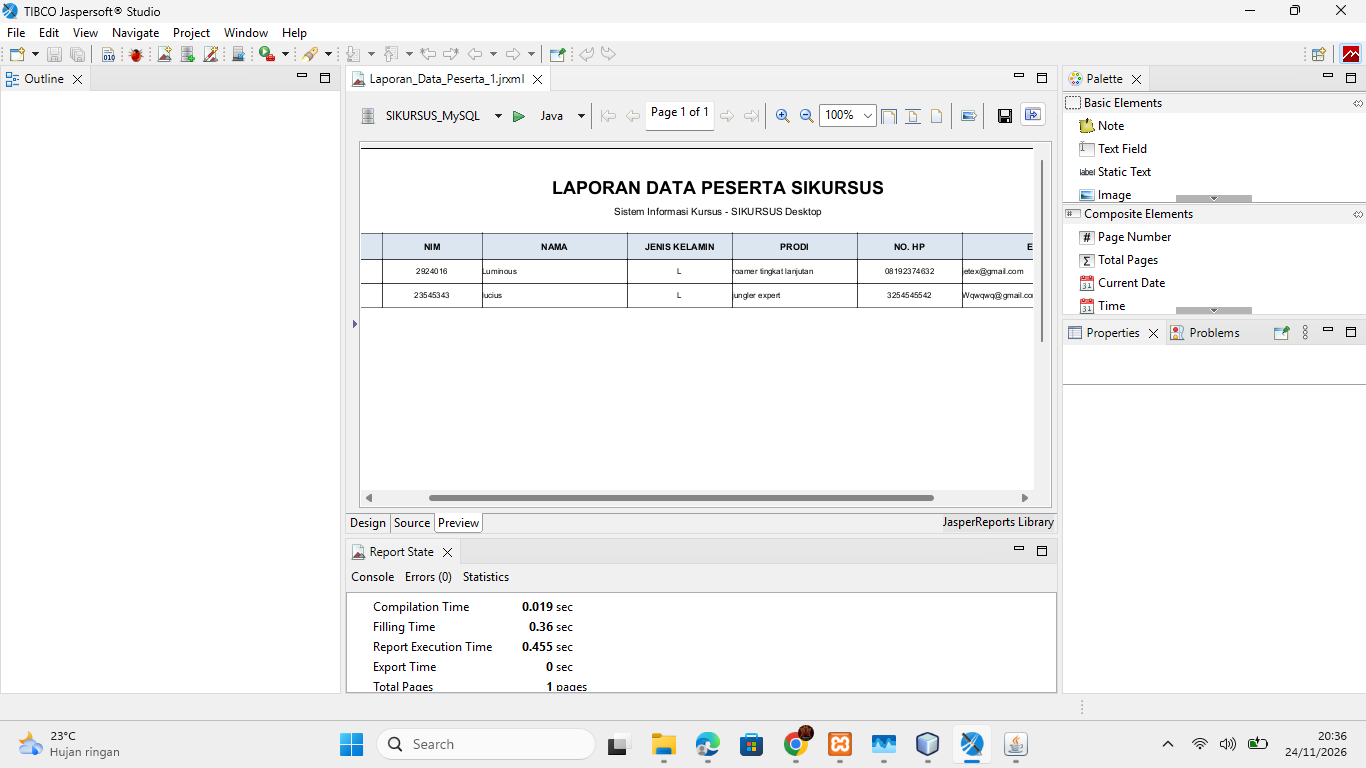 TIBCO Jaspersoft® Studio
File Edit View Navigate Project Window Help
Outline
Laporan_Data_Peserta_1.jrxml
SIKURSUS_MySQL Java Page 1 of 1 100%
LAPORAN DATA PESERTA SIKURSUS
Sistem Informasi Kursus - SIKURSUS Desktop
NIM NAMA JENIS KELAMIN PRODI NO. HP E
2924016 Luminous L roamer tingkat lanjutan 08192374632 jetex@gmail.com
23545343 lucius L jungler expert 3254545542 Wqwqwq@gmail.co
Design Source Preview
JasperReports Library
Report State
Console Errors (0) Statistics
Compilation Time 0.019 sec
Filling Time 0.36 sec
Report Execution Time 0.455 sec
Export Time 0 sec
Total Pages 1 pages
Palette
Basic Elements
Note
Text Field
label Static Text
Image
Composite Elements
# Page Number
Σ Total Pages
31 Current Date
31 Time
Properties Problems
23°C
Hujan ringan
Search
20:36
24/11/2026